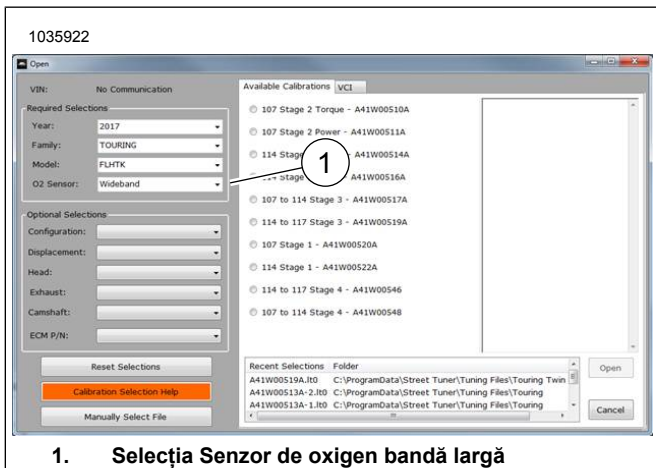 1035922
Open
VIN: No Communication
Required Selections
Year: 2017
Family: TOURING
Model: FLHTK
O2 Sensor: Wideband
Optional Selections
Configuration:
Displacement:
Head:
Exhaust:
Camshaft:
ECM P/N:
Reset Selections
Calibration Selection Help
Manually Select File
Available Calibrations VCI
107 Stage 2 Torque - A41W00510A
107 Stage 2 Power - A41W00511A
114 Stage - A41W00514A
114 Stage A41W00516A
107 to 114 Stage 3 - A41W00517A
114 to 117 Stage 3 - A41W00519A
107 Stage 1 - A41W00520A
114 Stage 1 - A41W00522A
114 to 117 Stage 4 - A41W00546
107 to 114 Stage 4 - A41W00548
1
Recent Selections Folder
A41W00519A.lt0 C:\ProgramData\Street Tuner\Tuning Files\Touring Twin
A41W00513A-2.lt0 C:\ProgramData\Street Tuner\Tuning Files\Touring
A41W00513A-1.lt0 C:\ProgramData\Street Tuner\Tuning Files\Touring
Open
Cancel
1. Selecția Senzor de oxigen bandă largă